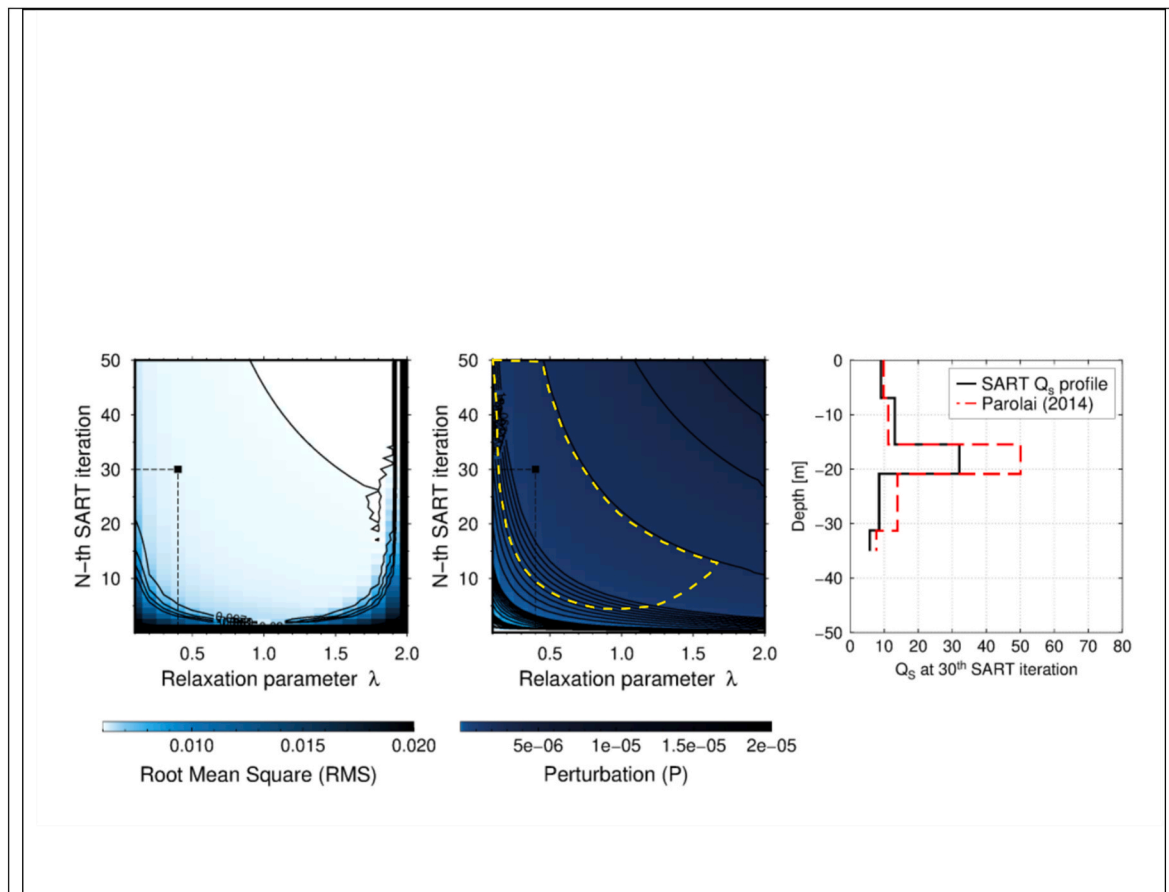 50
40
30
20
10
N-th SART iteration
0.5
1.0
1.5
2.0
Relaxation parameter λ
0.010
0.015
0.020
Root Mean Square (RMS)
50
40
30
20
10
N-th SART iteration
0.5
1.0
1.5
2.0
Relaxation parameter λ
5e-06
1e-05
1.5e-05
2e-05
Perturbation (P)
0
-10
-20
-30
-40
-50
Depth [m]
SART Qs profile
Parolai (2014)
0
10
20
30
40
50
60
70
80
Qs at 30th SART iteration